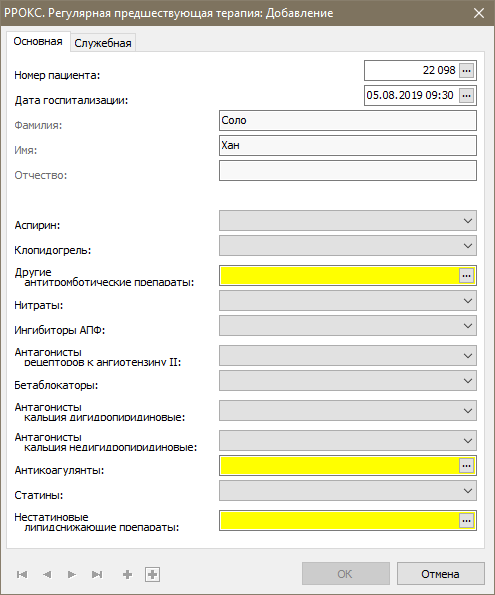 РРОКС. Регулярная предшествующая терапия: Добавление
Основная Служебная
Номер пациента: 22 098 ...
Дата госпитализации: 05.08.2019 09:30 ...
Фамилия: Соло
Имя: Хан
Отчество:
Аспирин:
Клопидогрель:
Другие
антитромботические препараты: ...
Нитраты:
Ингибиторы АПФ:
Антагонисты
рецепторов к ангиотензину II:
Бетаблокаторы:
Антагонисты
кальция дигидропиридиновые:
Антагонисты
кальция недигидропиридиновые:
Антикоагулянты: ...
Статины:
Нестатиновые
липидснижающие препараты: ...
ОК Отмена